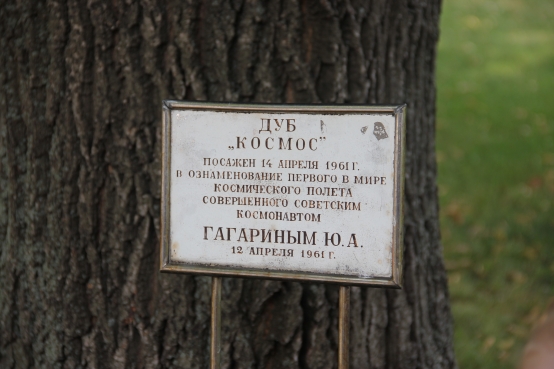 ДУБ
„КОСМОС”
ПОСАЖЕН 14 АПРЕЛЯ 1961 Г.
В ОЗНАМЕНОВАНИЕ ПЕРВОГО В МИРЕ
КОСМИЧЕСКОГО ПОЛЕТА
СОВЕРШЕННОГО СОВЕТСКИМ
КОСМОНАВТОМ
ГАГАРИНЫМ Ю.А.
12 АПРЕЛЯ 1961 Г.